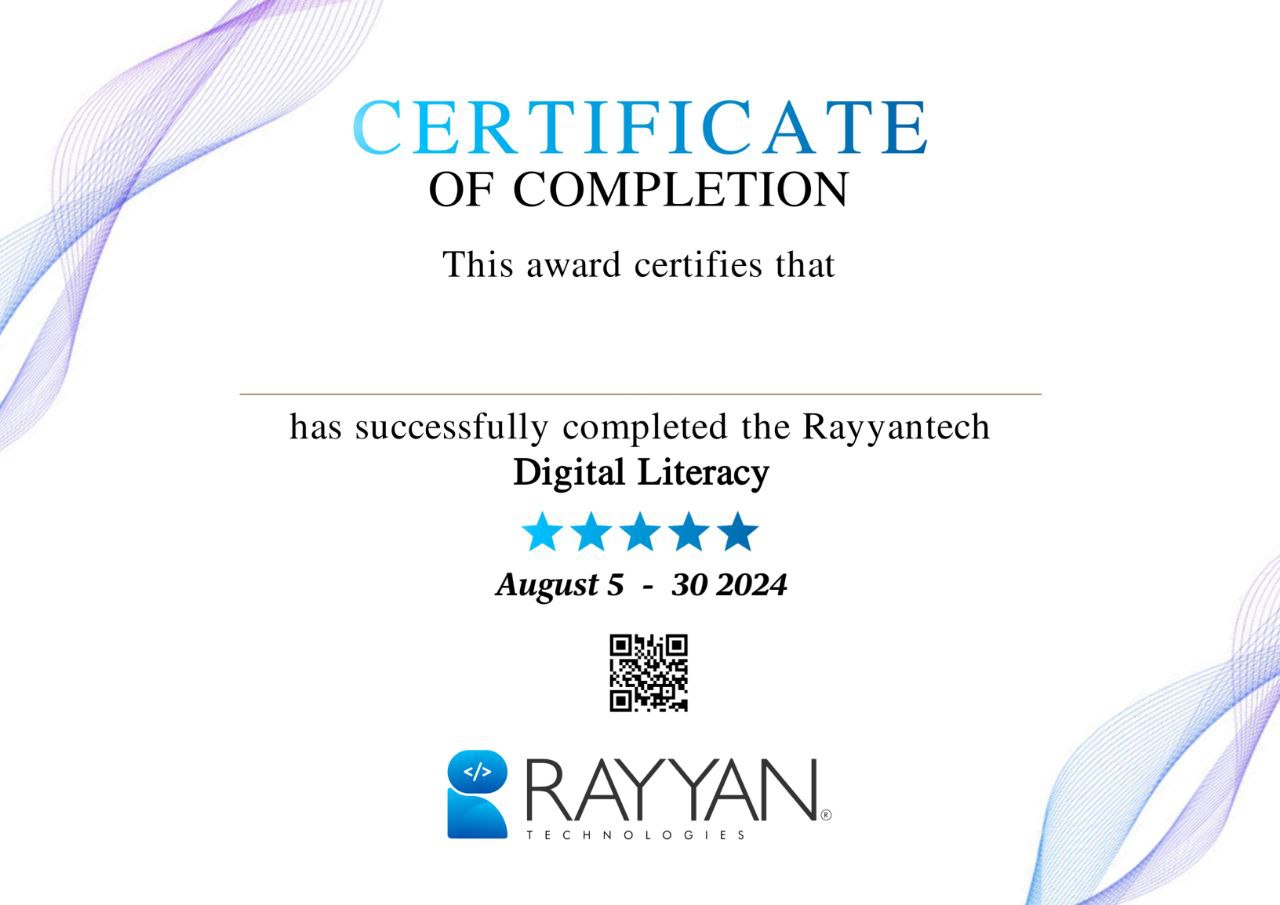 CERTIFICATE
OF COMPLETION
This award certifies that
has successfully completed the Rayyantech
Digital Literacy
August 5 - 30 2024
</>
RAYYAN®
TECHNOLOGIES